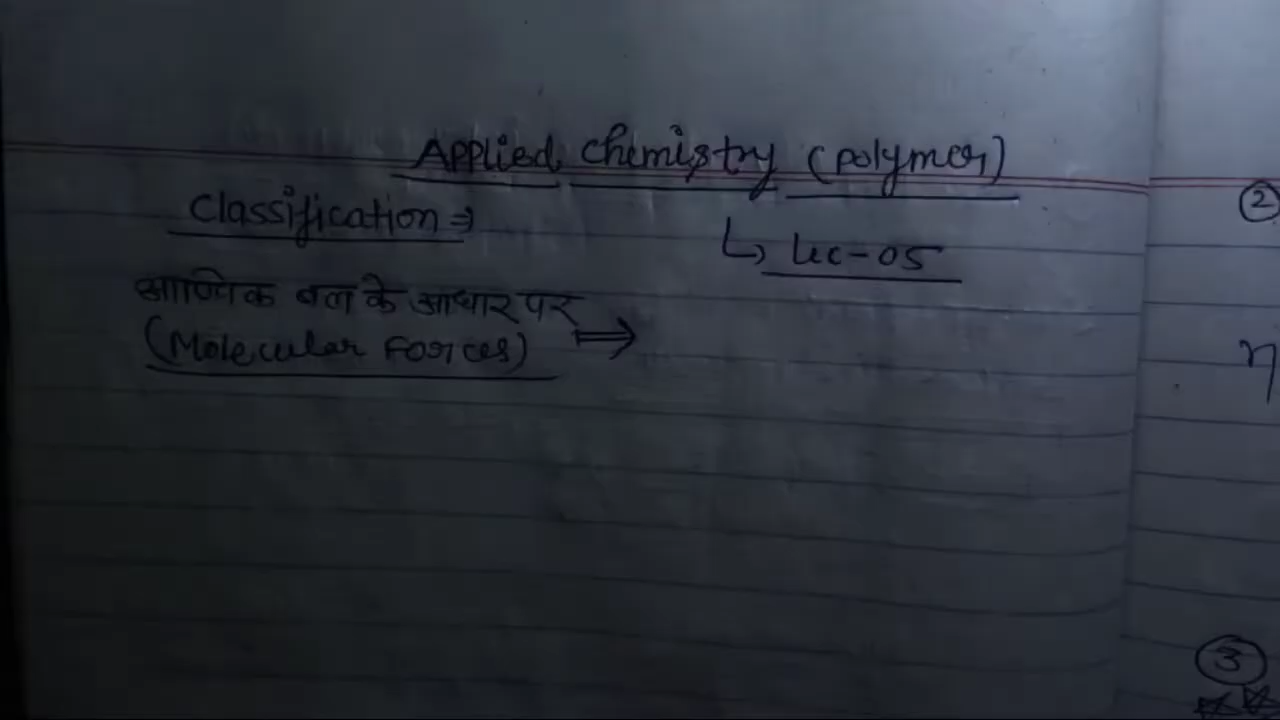 Applied Chemistry (Polymer)
Classification ⇒
↳ Lec-05
आण्विक बल के आधार पर
(Molecular Forces) ⇒
2
η
3